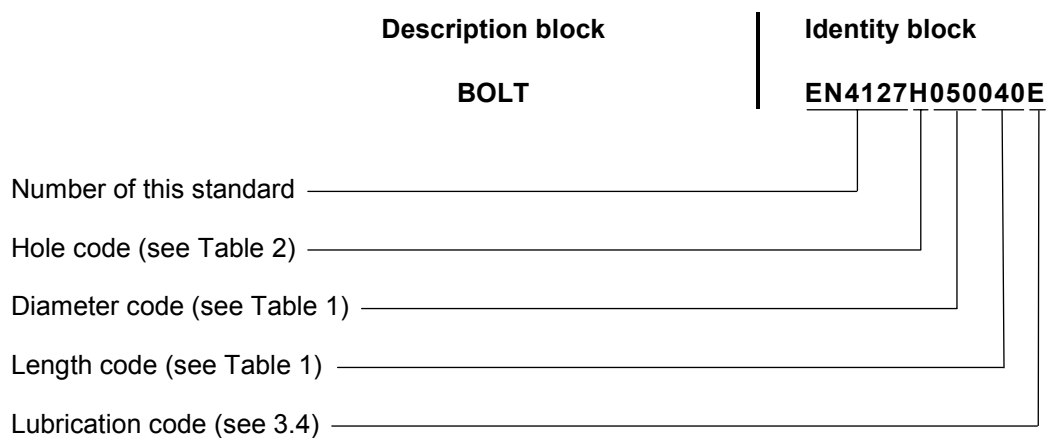 Description block Identity block
BOLT EN4127H050040E
Number of this standard
Hole code (see Table 2)
Diameter code (see Table 1)
Length code (see Table 1)
Lubrication code (see 3.4)